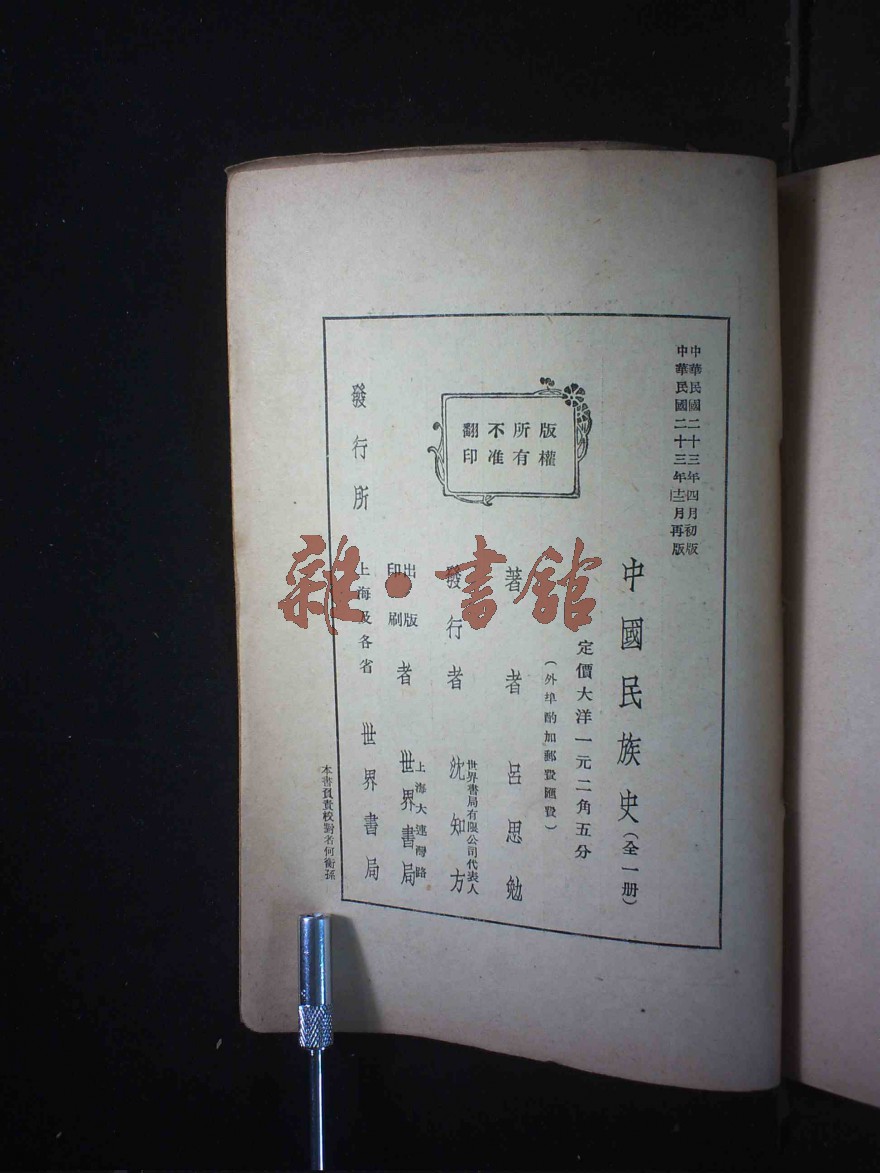 中華民國二十三年四月初版
中華民國二十三年十二月再版
中國民族史(全一册)
定價大洋一元二角五分
(外埠酌加郵費匯費)
版權
所有
不准
翻印
著者 呂思勉
發行者 世界書局有限公司代表人 沈知方
出版印刷者 上海大連灣路 世界書局
發行所 上海及各省 世界書局
本書負責校對者何衡孫
雜·書館